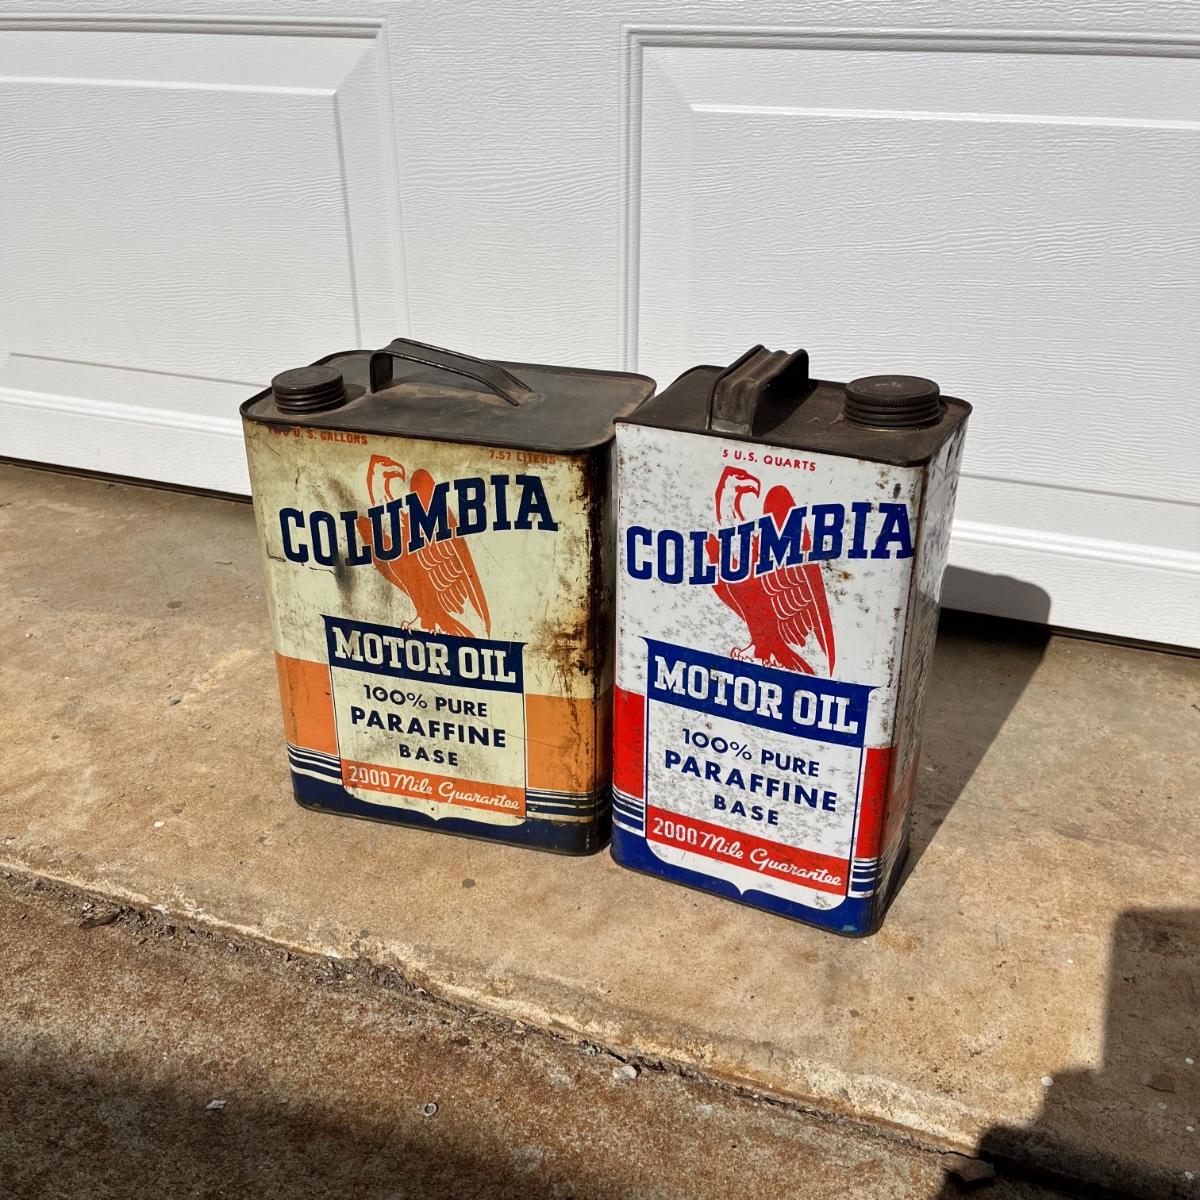 TWO U.S. GALLONS
7.57 LITERS
COLUMBIA
MOTOR OIL
100% PURE
PARAFFINE
BASE
2000 Mile Guarantee
5 U.S. QUARTS
COLUMBIA
MOTOR OIL
100% PURE
PARAFFINE
BASE
2000 Mile Guarantee